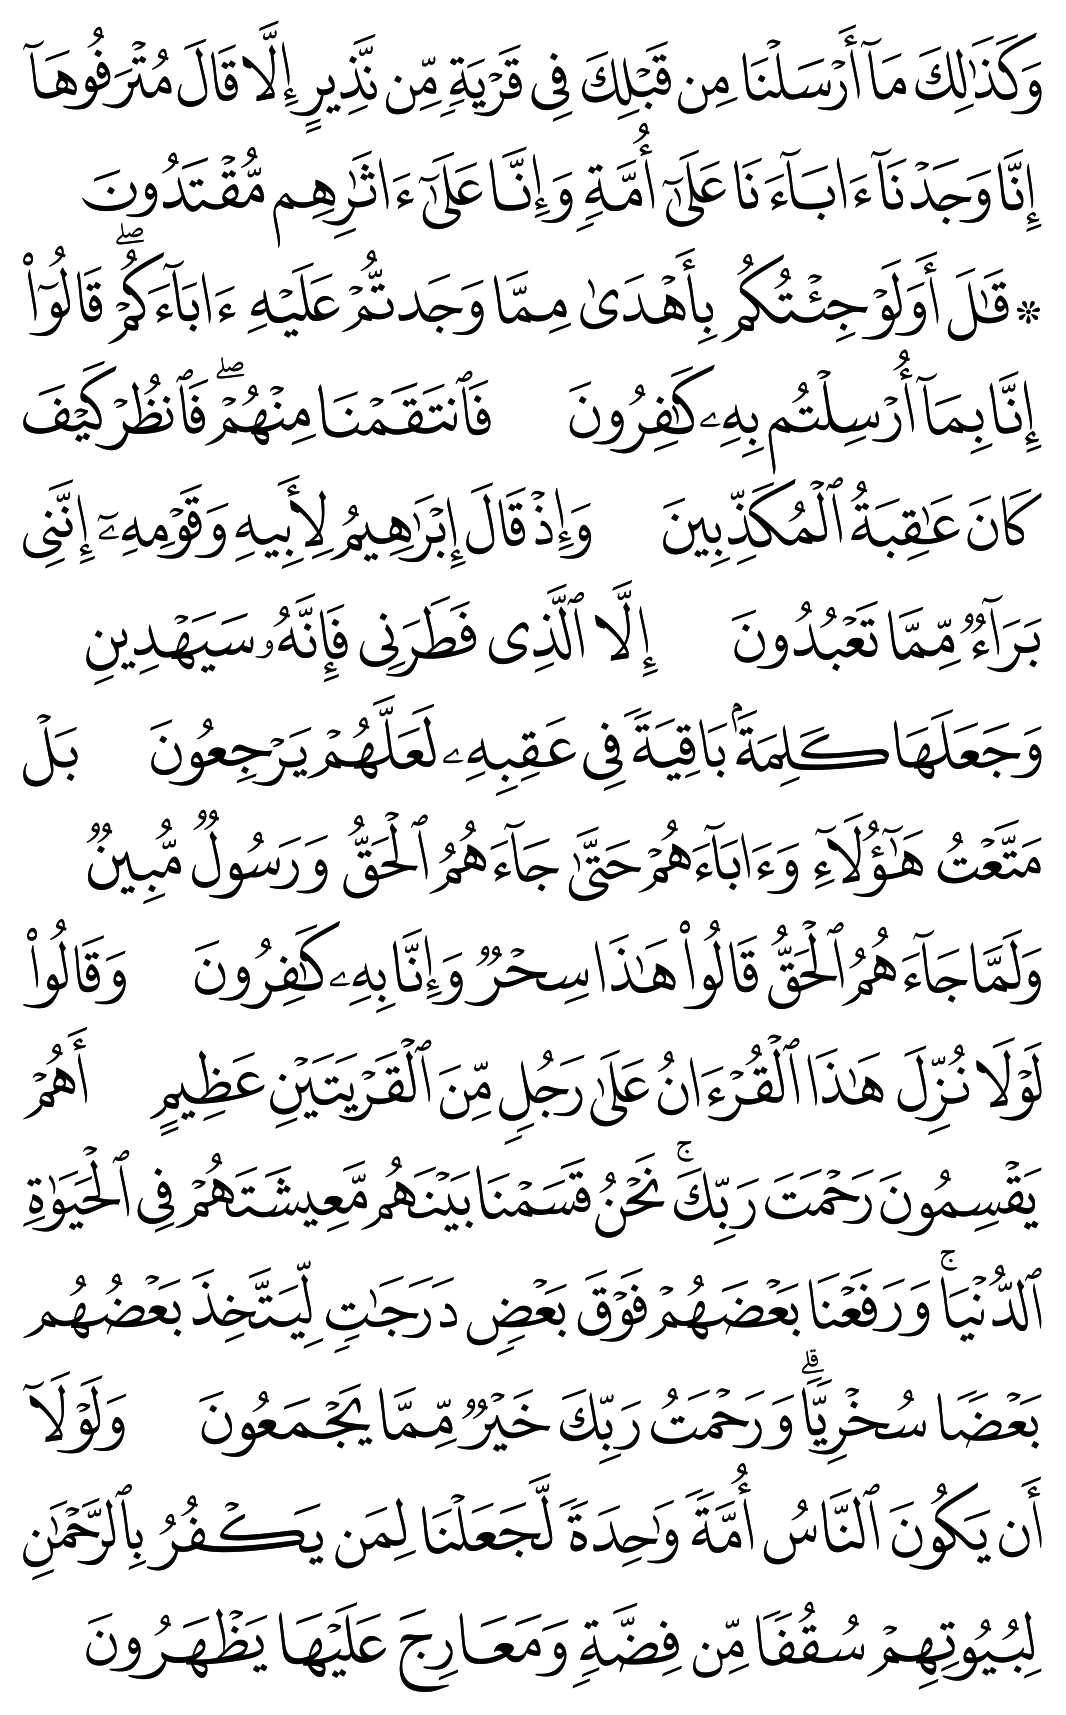 وَكَذَٰلِكَ مَآ أَرۡسَلۡنَا مِن قَبۡلِكَ فِي قَرۡيَةٖ مِّن نَّذِيرٍ إِلَّا قَالَ مُتۡرَفُوهَآ
إِنَّا وَجَدۡنَآ ءَابَآءَنَا عَلَىٰٓ أُمَّةٖ وَإِنَّا عَلَىٰٓ ءَاثَٰرِهِم مُّقۡتَدُونَ
۞ قَٰلَ أَوَلَوۡ جِئۡتُكُم بِأَهۡدَىٰ مِمَّا وَجَدتُّمۡ عَلَيۡهِ ءَابَآءَكُمۡۖ قَالُوٓاْ
إِنَّا بِمَآ أُرۡسِلۡتُم بِهِۦ كَٰفِرُونَ فَٱنتَقَمۡنَا مِنۡهُمۡۖ فَٱنظُرۡ كَيۡفَ
كَانَ عَٰقِبَةُ ٱلۡمُكَذِّبِينَ وَإِذۡ قَالَ إِبۡرَٰهِيمُ لِأَبِيهِ وَقَوۡمِهِۦٓ إِنَّنِي
بَرَآءٞ مِّمَّا تَعۡبُدُونَ إِلَّا ٱلَّذِي فَطَرَنِي فَإِنَّهُۥ سَيَهۡدِينِ
وَجَعَلَهَا كَلِمَةَۢ بَاقِيَةٗ فِي عَقِبِهِۦ لَعَلَّهُمۡ يَرۡجِعُونَ بَلۡ
مَتَّعۡتُ هَٰٓؤُلَآءِ وَءَابَآءَهُمۡ حَتَّىٰ جَآءَهُمُ ٱلۡحَقُّ وَرَسُولٞ مُّبِينٞ
وَلَمَّا جَآءَهُمُ ٱلۡحَقُّ قَالُواْ هَٰذَا سِحۡرٞ وَإِنَّا بِهِۦ كَٰفِرُونَ وَقَالُواْ
لَوۡلَا نُزِّلَ هَٰذَا ٱلۡقُرۡءَانُ عَلَىٰ رَجُلٖ مِّنَ ٱلۡقَرۡيَتَيۡنِ عَظِيمٍ أَهُمۡ
يَقۡسِمُونَ رَحۡمَتَ رَبِّكَۚ نَحۡنُ قَسَمۡنَا بَيۡنَهُم مَّعِيشَتَهُمۡ فِي ٱلۡحَيَوٰةِ
ٱلدُّنۡيَاۚ وَرَفَعۡنَا بَعۡضَهُمۡ فَوۡقَ بَعۡضٖ دَرَجَٰتٖ لِّيَتَّخِذَ بَعۡضُهُم
بَعۡضٗا سُخۡرِيّٗاۗ وَرَحۡمَتُ رَبِّكَ خَيۡرٞ مِّمَّا يَجۡمَعُونَ وَلَوۡلَآ
أَن يَكُونَ ٱلنَّاسُ أُمَّةٗ وَٰحِدَةٗ لَّجَعَلۡنَا لِمَن يَكۡفُرُ بِٱلرَّحۡمَٰنِ
لِبُيُوتِهِمۡ سُقُفٗا مِّن فِضَّةٖ وَمَعَارِجَ عَلَيۡهَا يَظۡهَرُونَ